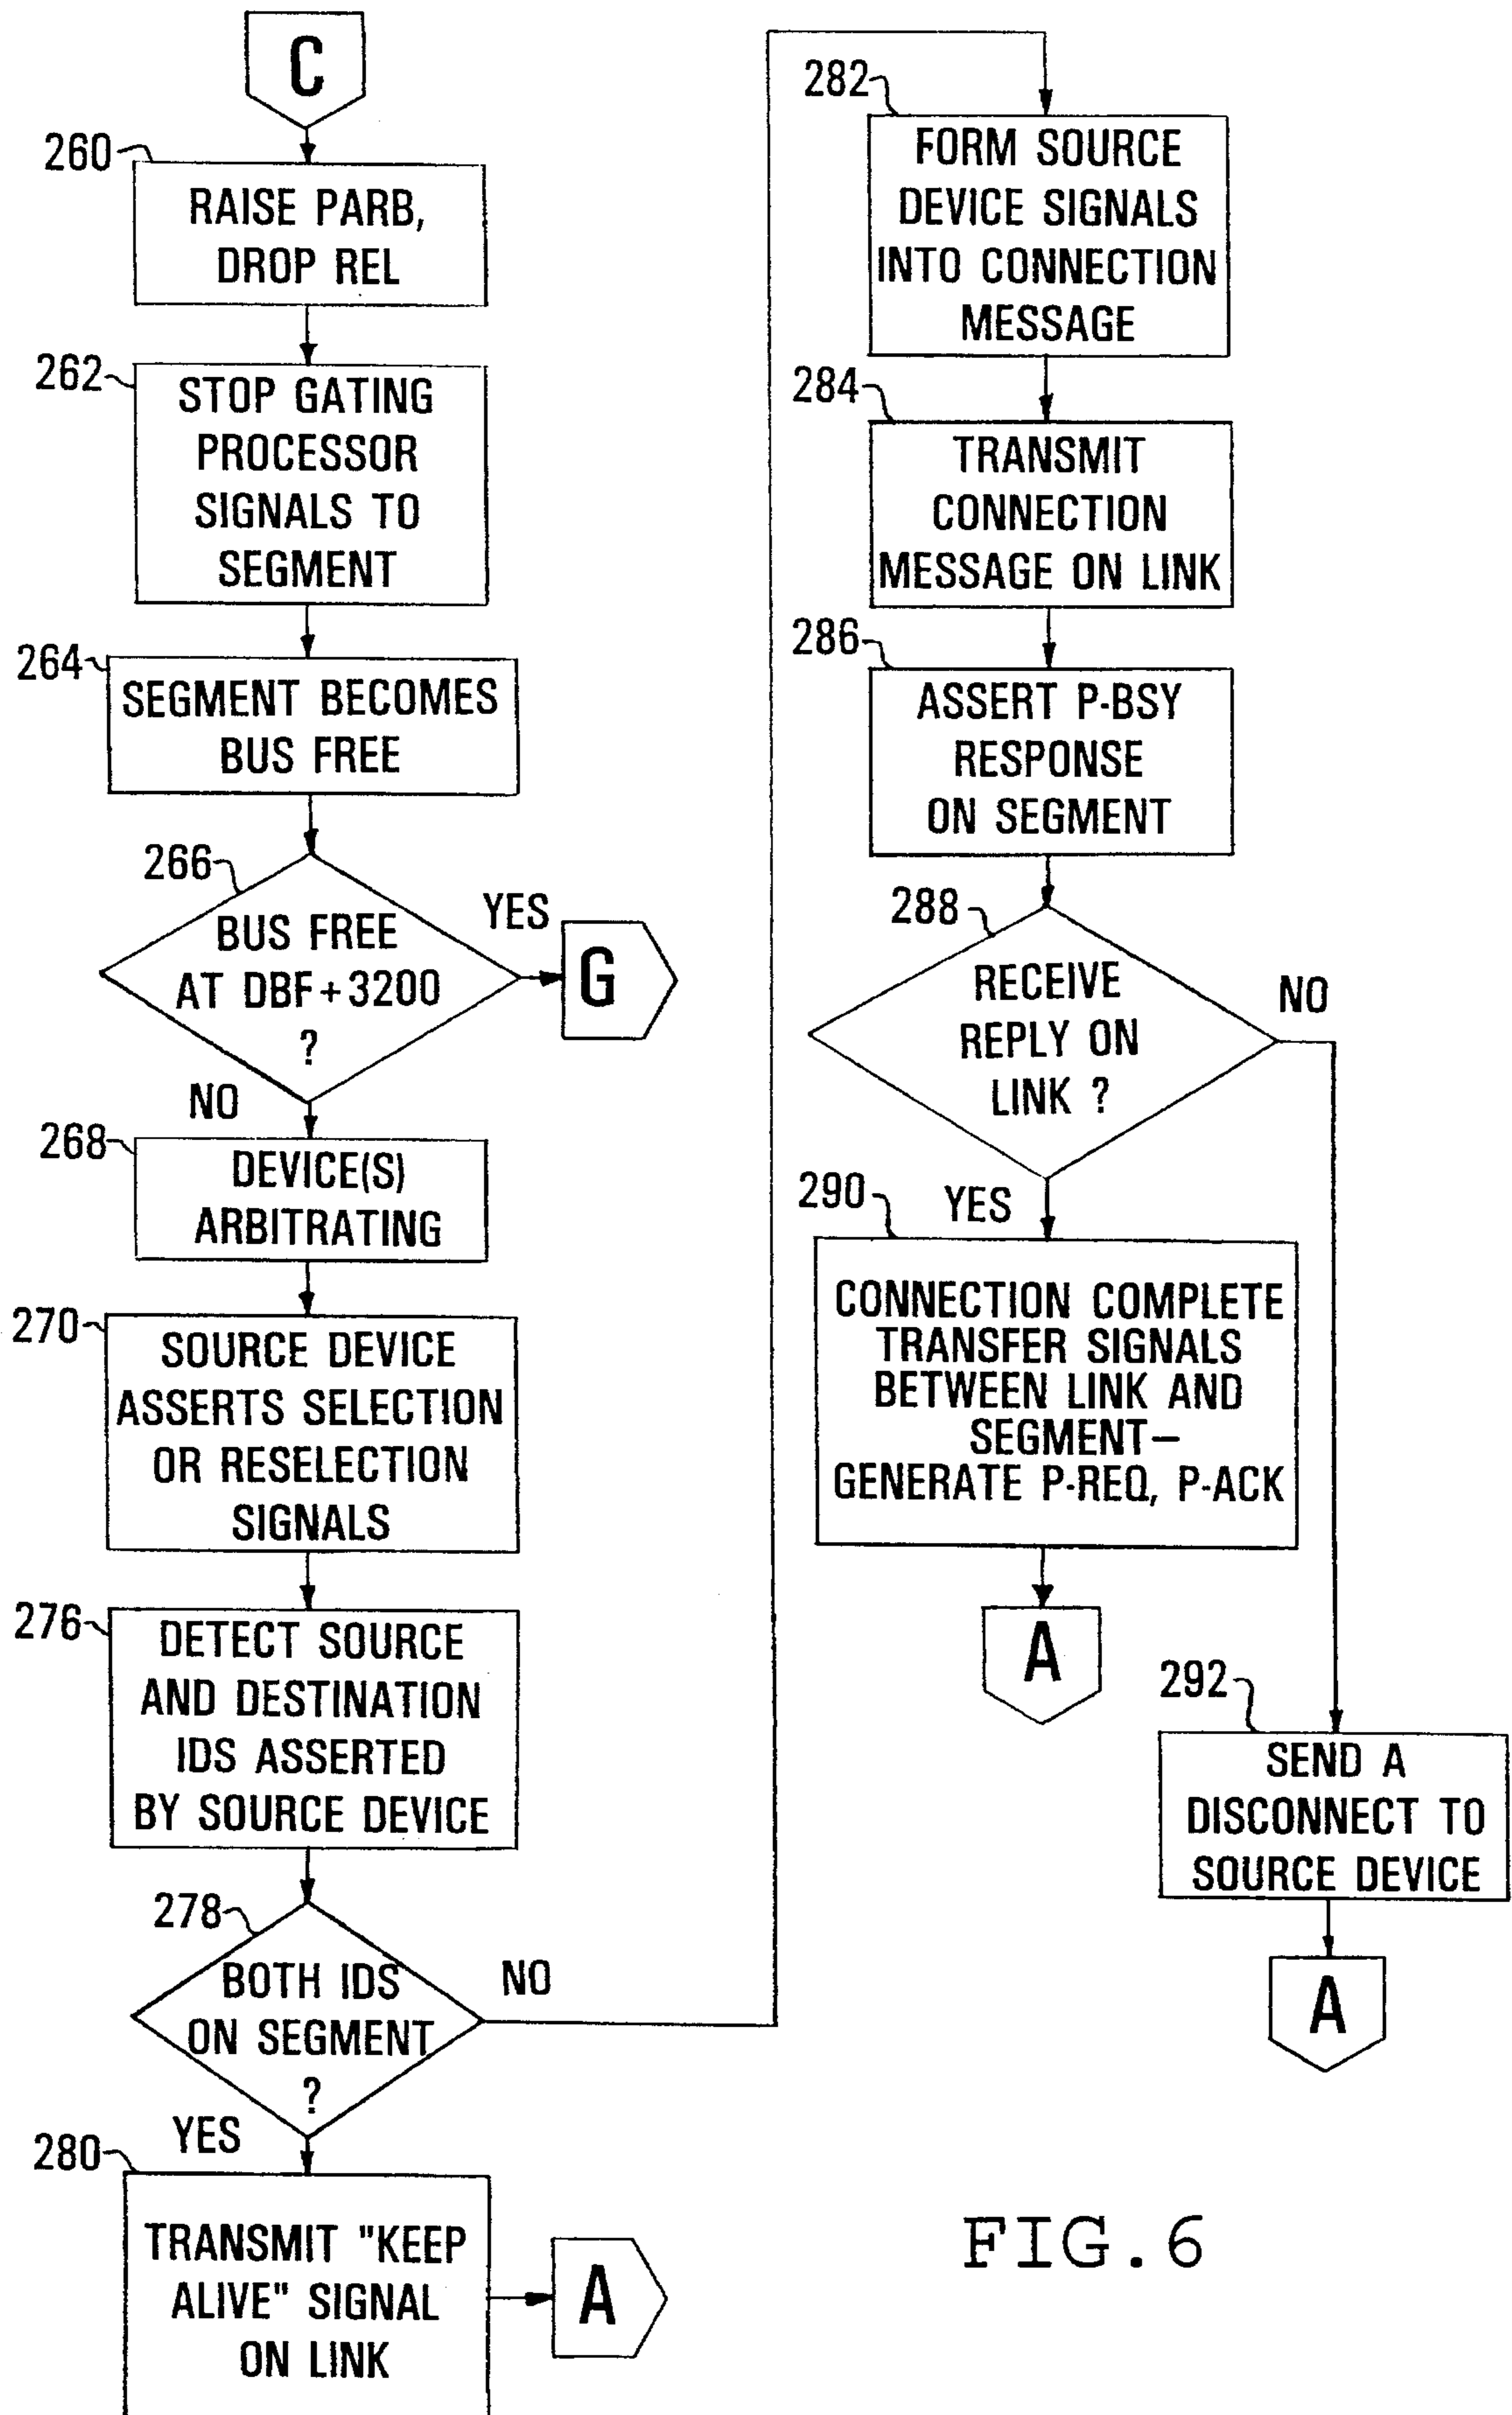 C
260
RAISE PARB,
DROP REL
262
STOP GATING
PROCESSOR
SIGNALS TO
SEGMENT
264
SEGMENT BECOMES
BUS FREE
266
BUS FREE
AT DBF+3200
?
YES
G
NO
268
DEVICE(S)
ARBITRATING
270
SOURCE DEVICE
ASSERTS SELECTION
OR RESELECTION
SIGNALS
276
DETECT SOURCE
AND DESTINATION
IDS ASSERTED
BY SOURCE DEVICE
278
BOTH IDS
ON SEGMENT
?
NO
YES
280
TRANSMIT "KEEP
ALIVE" SIGNAL
ON LINK
A
282
FORM SOURCE
DEVICE SIGNALS
INTO CONNECTION
MESSAGE
284
TRANSMIT
CONNECTION
MESSAGE ON LINK
286
ASSERT P-BSY
RESPONSE
ON SEGMENT
288
RECEIVE
REPLY ON
LINK ?
NO
YES
290
CONNECTION COMPLETE
TRANSFER SIGNALS
BETWEEN LINK AND
SEGMENT—
GENERATE P-REQ, P-ACK
A
292
SEND A
DISCONNECT TO
SOURCE DEVICE
A
FIG.6